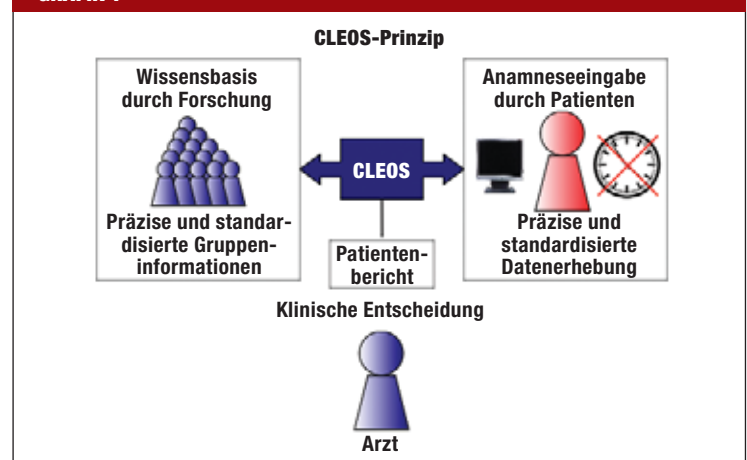 CLEOS-Prinzip
Wissensbasis
durch Forschung
Präzise und standar-
disierte Gruppen-
informationen
CLEOS
Patienten-
bericht
Anamneseeingabe
durch Patienten
Präzise und
standardisierte
Datenerhebung
Klinische Entscheidung
Arzt